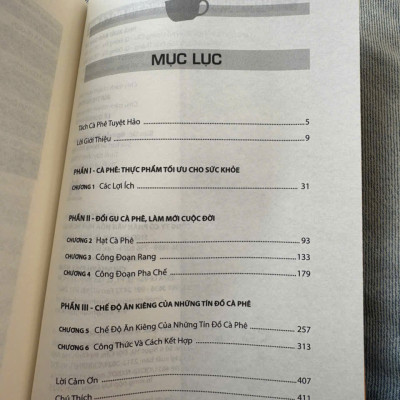 MỤC LỤC
Tách Cà Phê Tuyệt Hảo 5
Lời Giới Thiệu 9
PHẦN I - CÀ PHÊ: THỰC PHẨM TỐI ƯU CHO SỨC KHỎE
CHƯƠNG 1 Các Lợi Ích 31
PHẦN II - ĐỔI GU CÀ PHÊ, LÀM MỚI CUỘC ĐỜI
CHƯƠNG 2 Hạt Cà Phê 93
CHƯƠNG 3 Công Đoạn Rang 133
CHƯƠNG 4 Công Đoạn Pha Chế 179
PHẦN III - CHẾ ĐỘ ĂN KIÊNG CỦA NHỮNG TÍN ĐỒ CÀ PHÊ
CHƯƠNG 5 Chế Độ Ăn Kiêng Của Những Tín Đồ Cà Phê 257
CHƯƠNG 6 Công Thức Và Cách Kết Hợp 313
Lời Cảm Ơn 407
Chú Thích 411